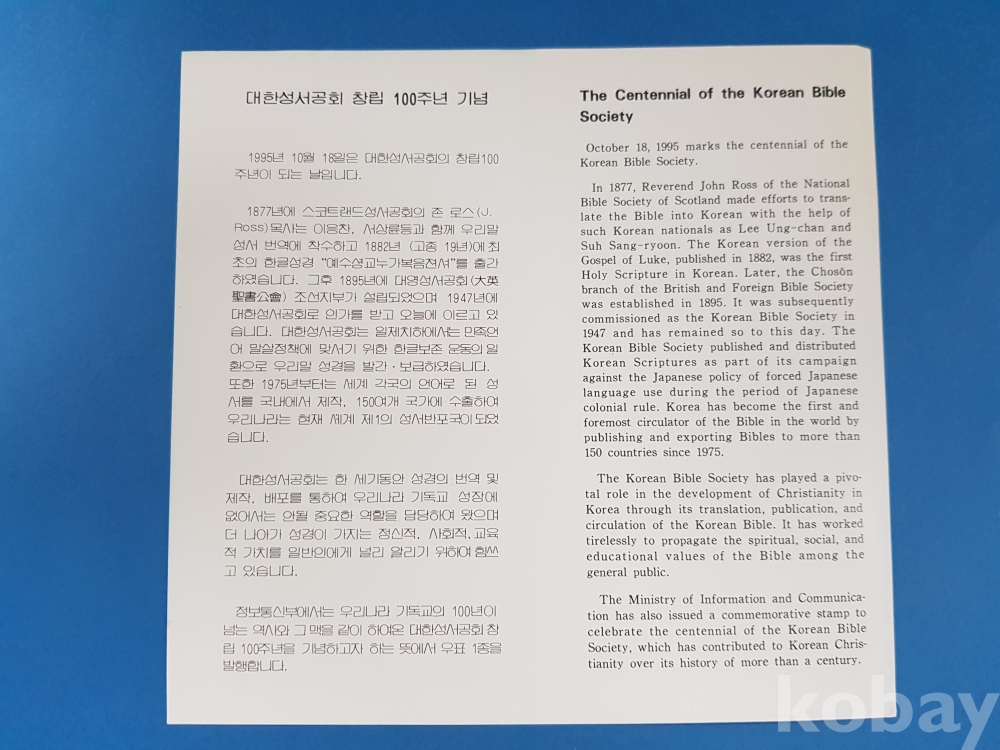 대한성서공회 창립 100주년 기념
1995년 10월 18일은 대한성서공회의 창립100
주년이 되는 날입니다.
1877년에 스코트랜드성서공회의 존 로스(J.
Ross)목사는 이응찬, 서상륜등과 함께 우리말
성서 번역에 착수하고 1882년 (고종 19년)에 최
초의 한글성경 “예수셩교누가복음젼셔”를 출간
하였습니다. 그후 1895년에 대영성서공회(大英
聖書公會) 조선지부가 설립되었으며 1947년에
대한성서공회로 인가를 받고 오늘에 이르고 있
습니다. 대한성서공회는 일제치하에서는 민족언
어 말살정책에 맞서기 위한 한글보존 운동의 일
환으로 우리말 성경을 발간·보급하였습니다.
또한 1975년부터는 세계 각국의 언어로 된 성
서를 국내에서 제작, 150여개 국가에 수출하여
우리나라는 현재 세계 제1의 성서반포국이 되었
습니다.
대한성서공회는 한 세기동안 성경의 번역 및
제작, 배포를 통하여 우리나라 기독교 성장에
없어서는 안될 중요한 역할을 담당하여 왔으며
더 나아가 성경이 가지는 정신적, 사회적,교육
적 가치를 일반인에게 널리 알리기 위하여 힘쓰
고 있습니다.
정보통신부에서는 우리나라 기독교의 100년이
넘는 역사와 그 맥을 같이 하여온 대한성서공회 창
립 100주년을 기념하고자 하는 뜻에서 우표 1종을
발행합니다.
The Centennial of the Korean Bible
Society
October 18, 1995 marks the centennial of the
Korean Bible Society.
In 1877, Reverend John Ross of the National
Bible Society of Scotland made efforts to trans-
late the Bible into Korean with the help of
such Korean nationals as Lee Ung-chan and
Suh Sang-ryoon. The Korean version of the
Gospel of Luke, published in 1882, was the first
Holy Scripture in Korean. Later, the Chosŏn
branch of the British and Foreign Bible Society
was established in 1895. It was subsequently
commissioned as the Korean Bible Society in
1947 and has remained so to this day. The
Korean Bible Society published and distributed
Korean Scriptures as part of its campaign
against the Japanese policy of forced Japanese
language use during the period of Japanese
colonial rule. Korea has become the first and
foremost circulator of the Bible in the world by
publishing and exporting Bibles to more than
150 countries since 1975.
The Korean Bible Society has played a pivo-
tal role in the development of Christianity in
Korea through its translation, publication, and
circulation of the Korean Bible. It has worked
tirelessly to propagate the spiritual, social, and
educational values of the Bible among the
general public.
The Ministry of Information and Communica-
tion has also issued a commemorative stamp to
celebrate the centennial of the Korean Bible
Society, which has contributed to Korean Chris-
tianity over its history of more than a century.
kobay